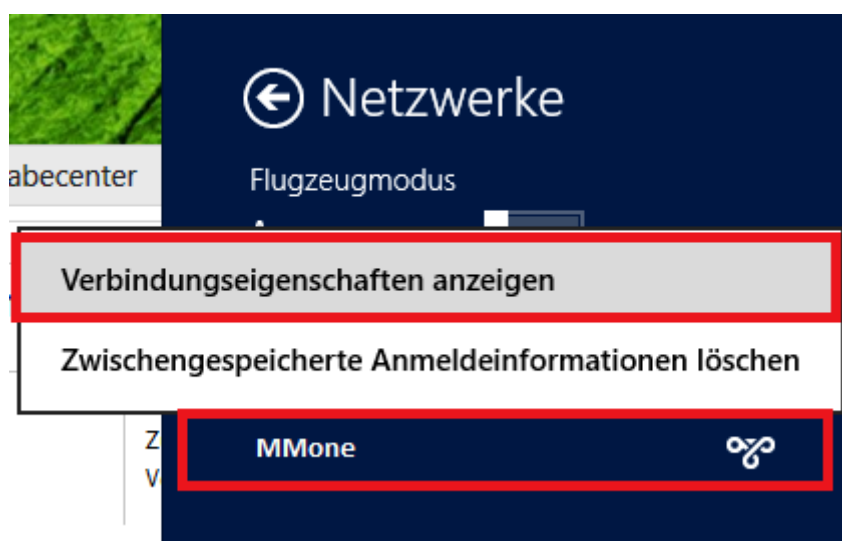 Netzwerke
abecenter
Flugzeugmodus
Verbindungseigenschaften anzeigen
Zwischengespeicherte Anmeldeinformationen löschen
MMone